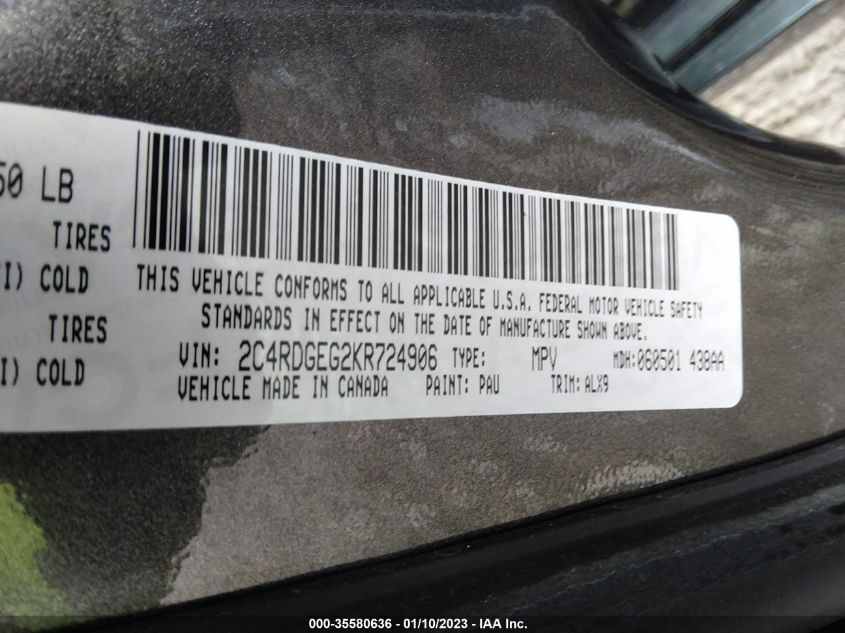 50 LB
TIRES
I) COLD
TIRES
I) COLD
THIS VEHICLE CONFORMS TO ALL APPLICABLE U.S.A. FEDERAL MOTOR VEHICLE SAFETY
STANDARDS IN EFFECT ON THE DATE OF MANUFACTURE SHOWN ABOVE.
VIN: 2C4RDGEG2KR724906 TYPE: MPV MDH:060501 438AA
VEHICLE MADE IN CANADA PAINT: PAU TRIM:ALX9
000-35580636 - 01/10/2023 - IAA Inc.